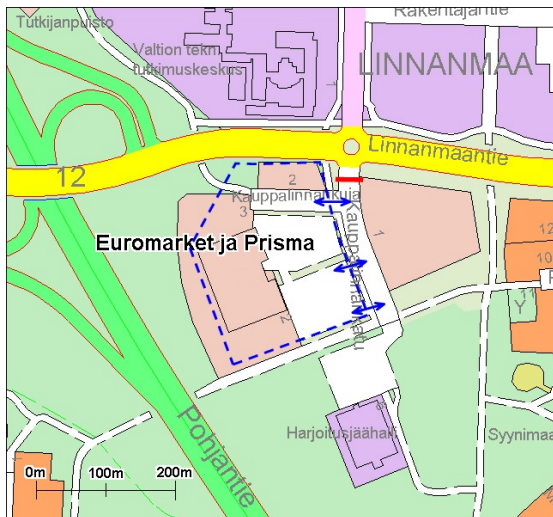 Tutkijanpuisto
Rakentajantie
Valtion tekn.
tutkimuskeskus
LINNANMAA
1
Linnanmaantie
12
2
Kauppalinnankuja
3
1
Kauppalinnankatu
Euromarket ja Prisma
2
12
10
11
Y
Pohjantie
Harjoitusjäähalli
Syynimaa
0m
100m
200m